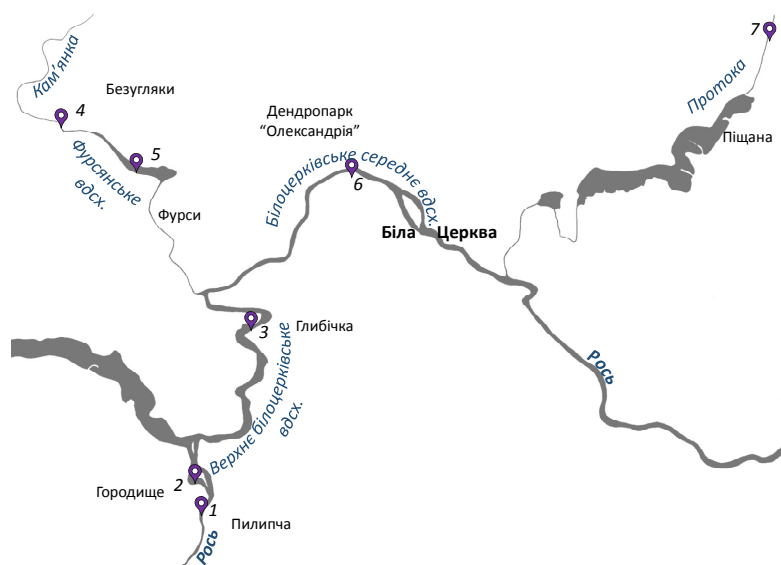 7
Кам'янка
Безугляки
Протока
4
Дендропарк
"Олександрія"
Піщана
5
Фурсянське
вдсх.
Білоцерківське середнє вдсх.
6
Фурси
Біла Церква
3
Глибічка
Верхнє білоцерківське
вдсх.
Рось
2
Городище
1
Пилипча
Рось